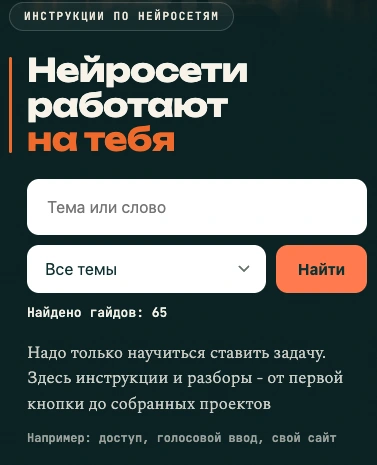 ИНСТРУКЦИИ ПО НЕЙРОСЕТЯМ
Нейросети
работают
на тебя
Тема или слово
Все темы
Найти
Найдено гайдов: 65
Надо только научиться ставить задачу.
Здесь инструкции и разборы - от первой
кнопки до собранных проектов
Например: доступ, голосовой ввод, свой сайт